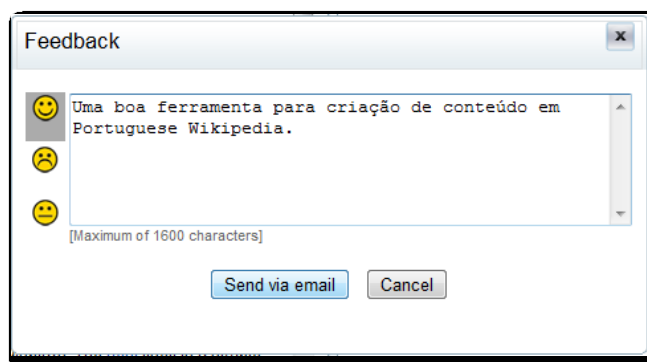 Feedback
x
Uma boa ferramenta para criação de conteúdo em
Portuguese Wikipedia.
[Maximum of 1600 characters]
Send via email Cancel